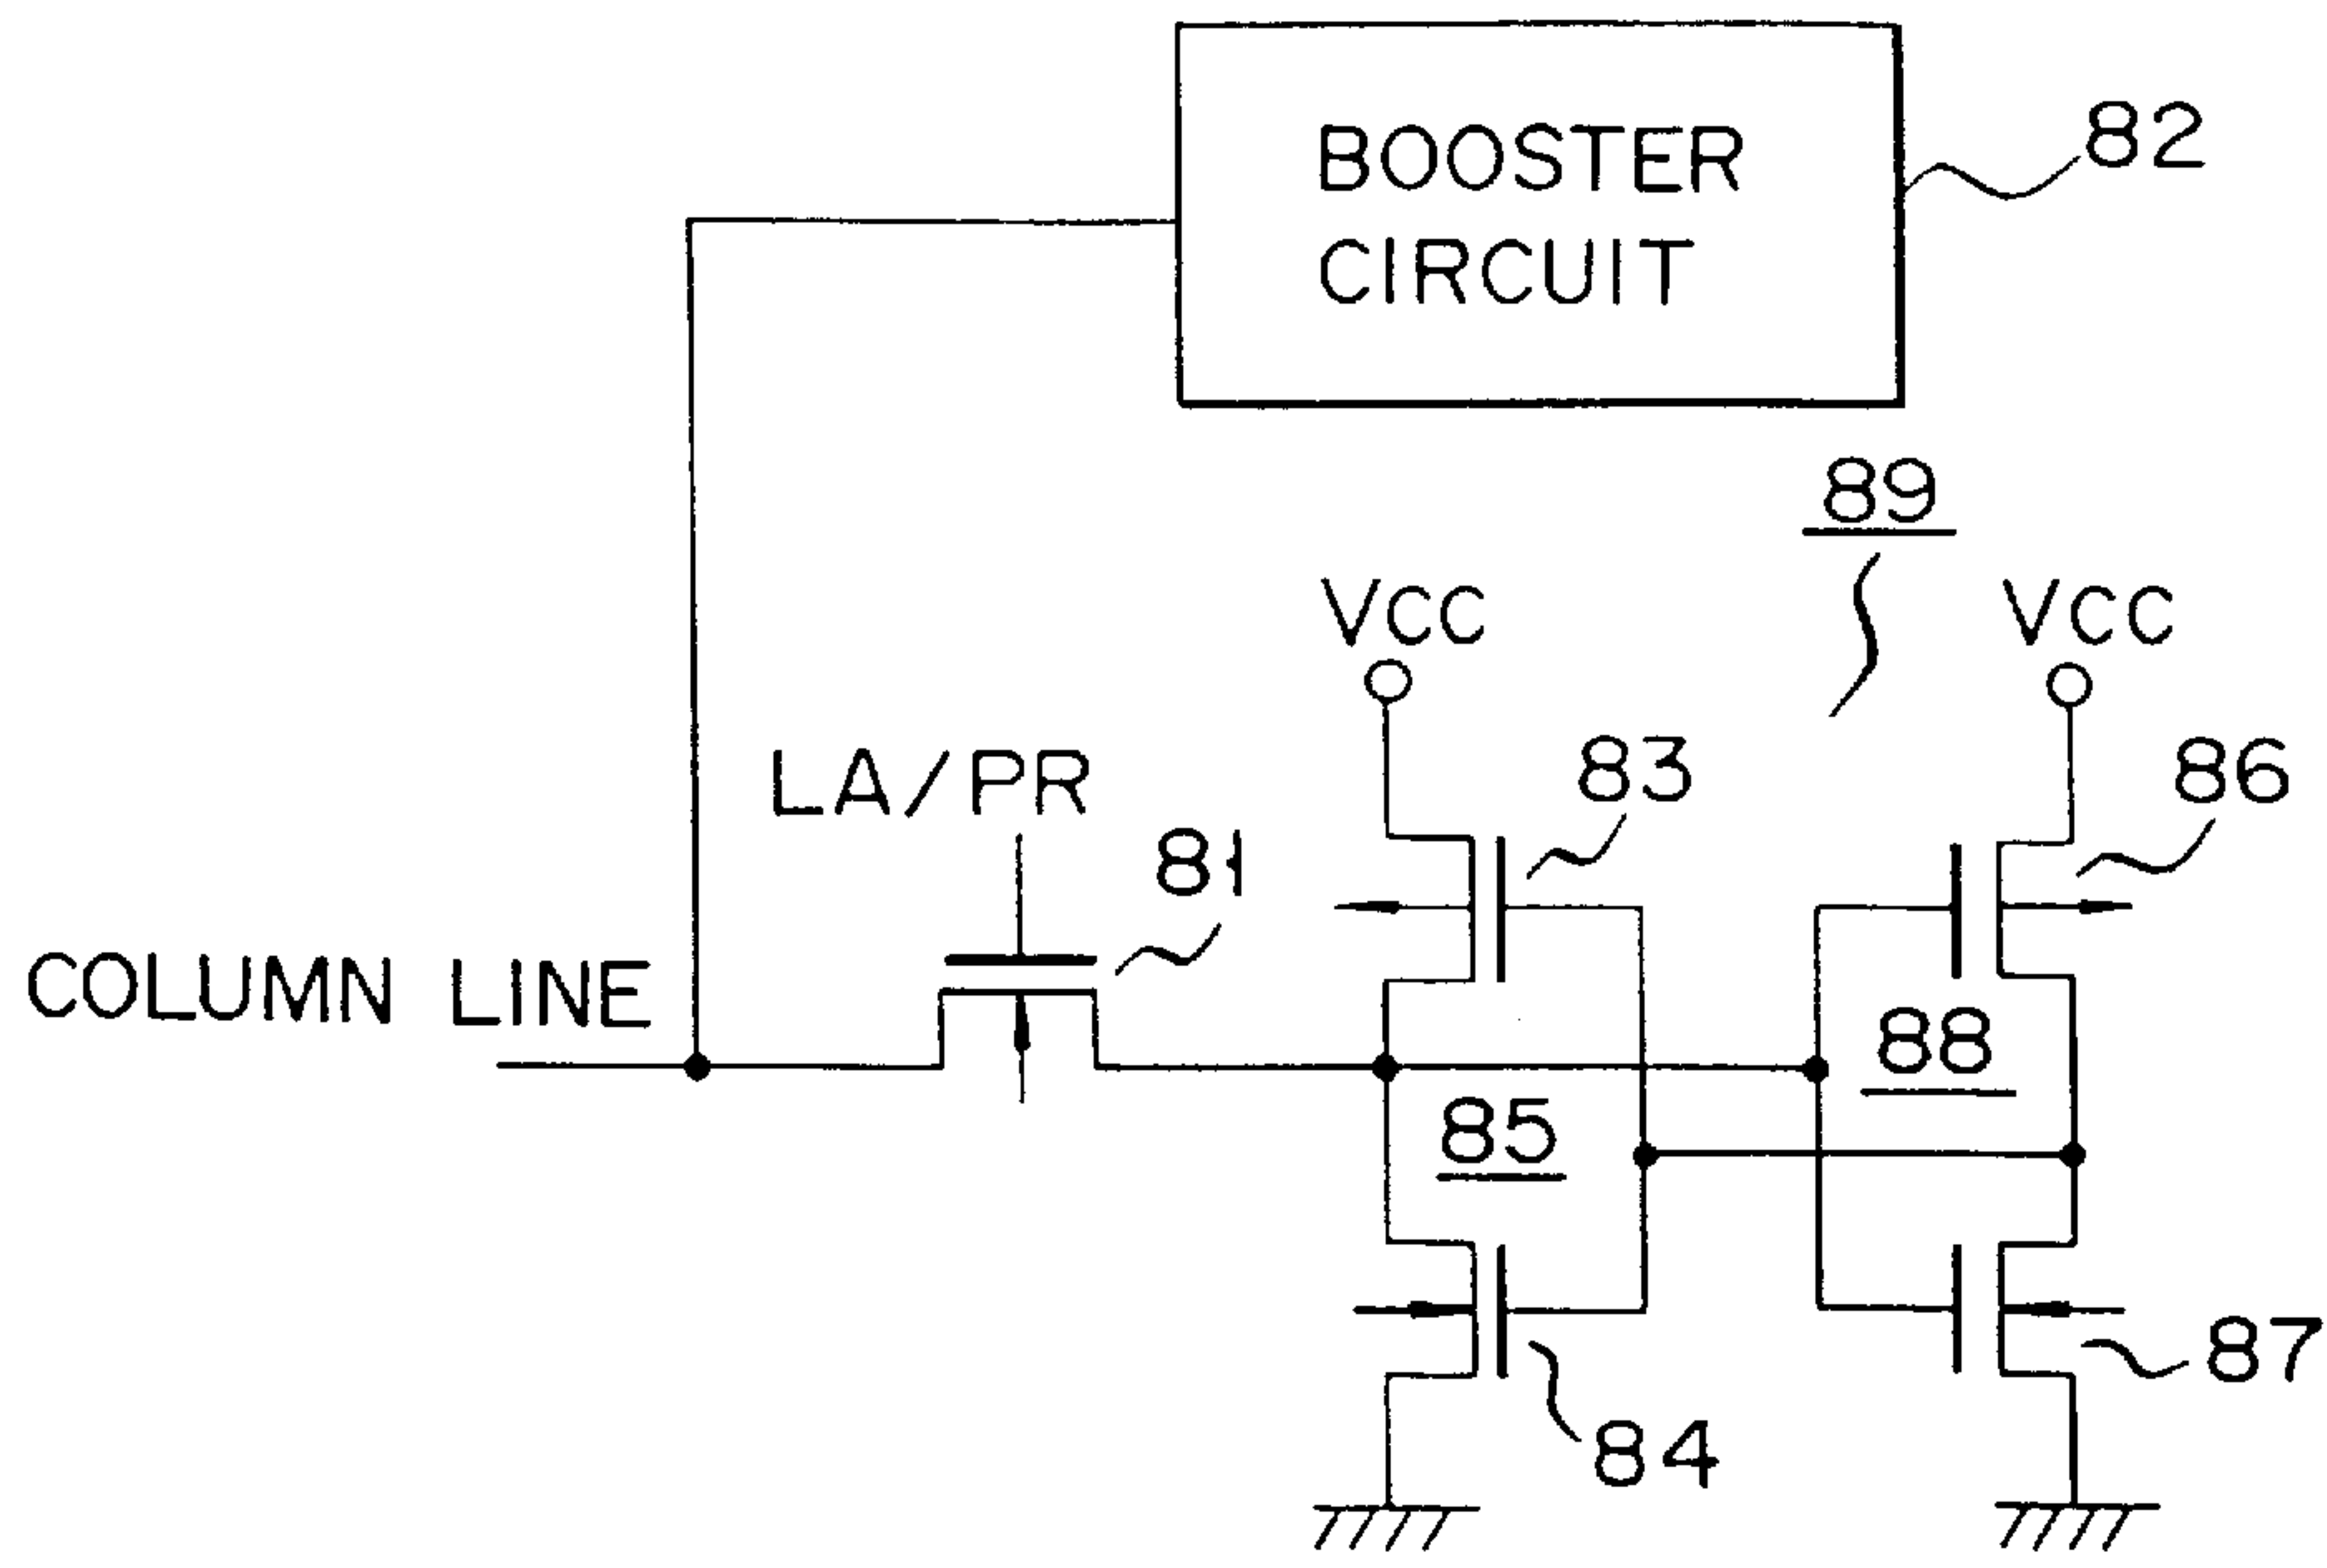 BOOSTER
CIRCUIT
82
89
VCC
VCC
LA/PR
81
83
86
COLUMN LINE
88
85
87
84